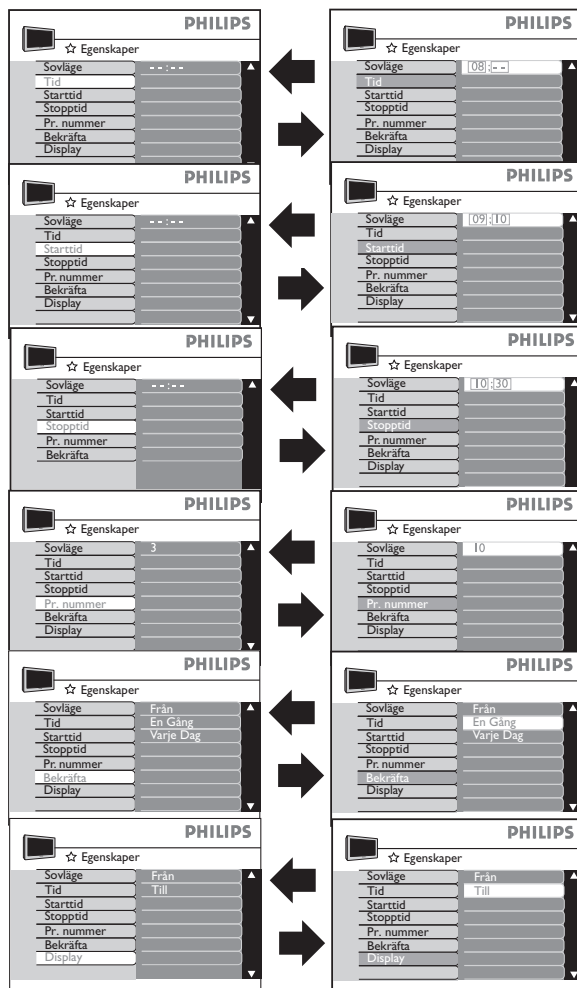 PHILIPS
☆ Egenskaper
Sovläge --:--
Tid
Starttid
Stopptid
Pr. nummer
Bekräfta
Display
PHILIPS
☆ Egenskaper
Sovläge 08:--
Tid
Starttid
Stopptid
Pr. nummer
Bekräfta
Display
PHILIPS
☆ Egenskaper
Sovläge --:--
Tid
Starttid
Stopptid
Pr. nummer
Bekräfta
Display
PHILIPS
☆ Egenskaper
Sovläge 09:10
Tid
Starttid
Stopptid
Pr. nummer
Bekräfta
Display
PHILIPS
☆ Egenskaper
Sovläge --:--
Tid
Starttid
Stopptid
Pr. nummer
Bekräfta
PHILIPS
☆ Egenskaper
Sovläge 10:30
Tid
Starttid
Stopptid
Pr. nummer
Bekräfta
Display
PHILIPS
☆ Egenskaper
Sovläge 3
Tid
Starttid
Stopptid
Pr. nummer
Bekräfta
Display
PHILIPS
☆ Egenskaper
Sovläge 10
Tid
Starttid
Stopptid
Pr. nummer
Bekräfta
Display
PHILIPS
☆ Egenskaper
Sovläge Från
Tid En Gång
Starttid Varje Dag
Stopptid
Pr. nummer
Bekräfta
Display
PHILIPS
☆ Egenskaper
Sovläge Från
Tid En Gång
Starttid Varje Dag
Stopptid
Pr. nummer
Bekräfta
Display
PHILIPS
☆ Egenskaper
Sovläge Från
Tid Till
Starttid
Stopptid
Pr. nummer
Bekräfta
Display
PHILIPS
☆ Egenskaper
Sovläge Från
Tid Till
Starttid
Stopptid
Pr. nummer
Bekräfta
Display